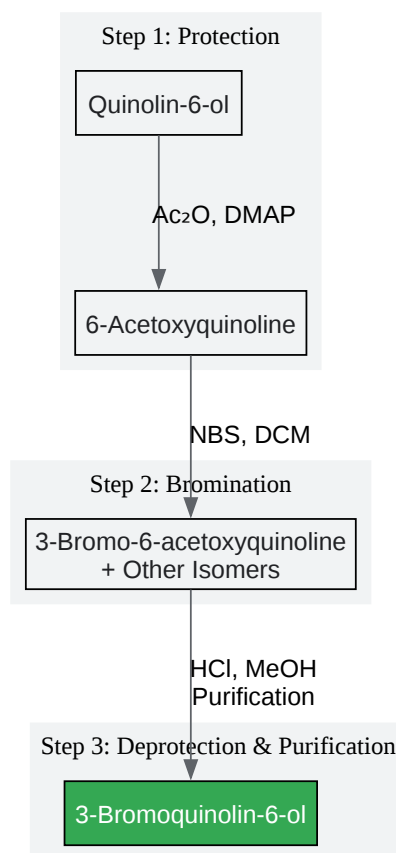 Step 1: Protection
Quinolin-6-ol
Ac₂O, DMAP
6-Acetoxyquinoline
NBS, DCM
Step 2: Bromination
3-Bromo-6-acetoxyquinoline
+ Other Isomers
HCl, MeOH
Purification
Step 3: Deprotection & Purification
3-Bromoquinolin-6-ol